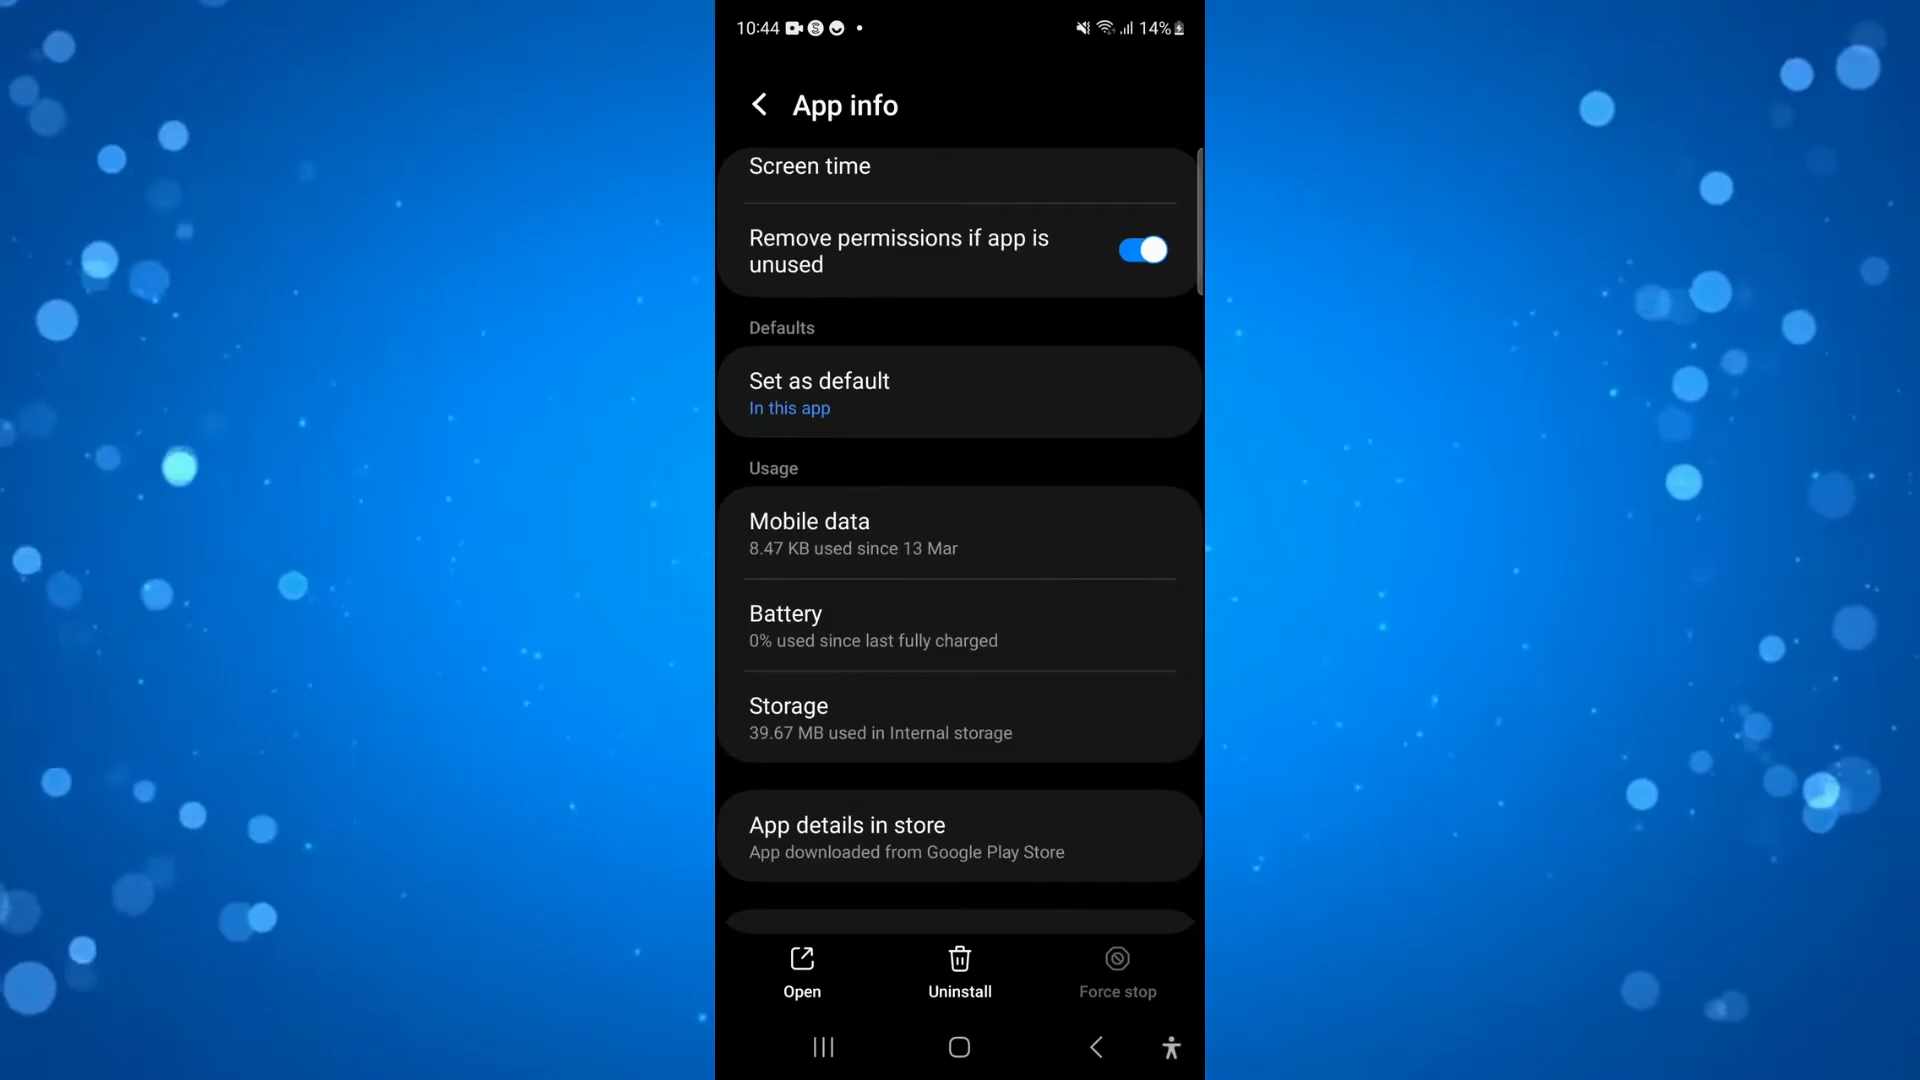 10:44
14%
App info
Screen time
Remove permissions if app is
unused
Defaults
Set as default
In this app
Usage
Mobile data
8.47 KB used since 13 Mar
Battery
0% used since last fully charged
Storage
39.67 MB used in Internal storage
App details in store
App downloaded from Google Play Store
Open
Uninstall
Force stop